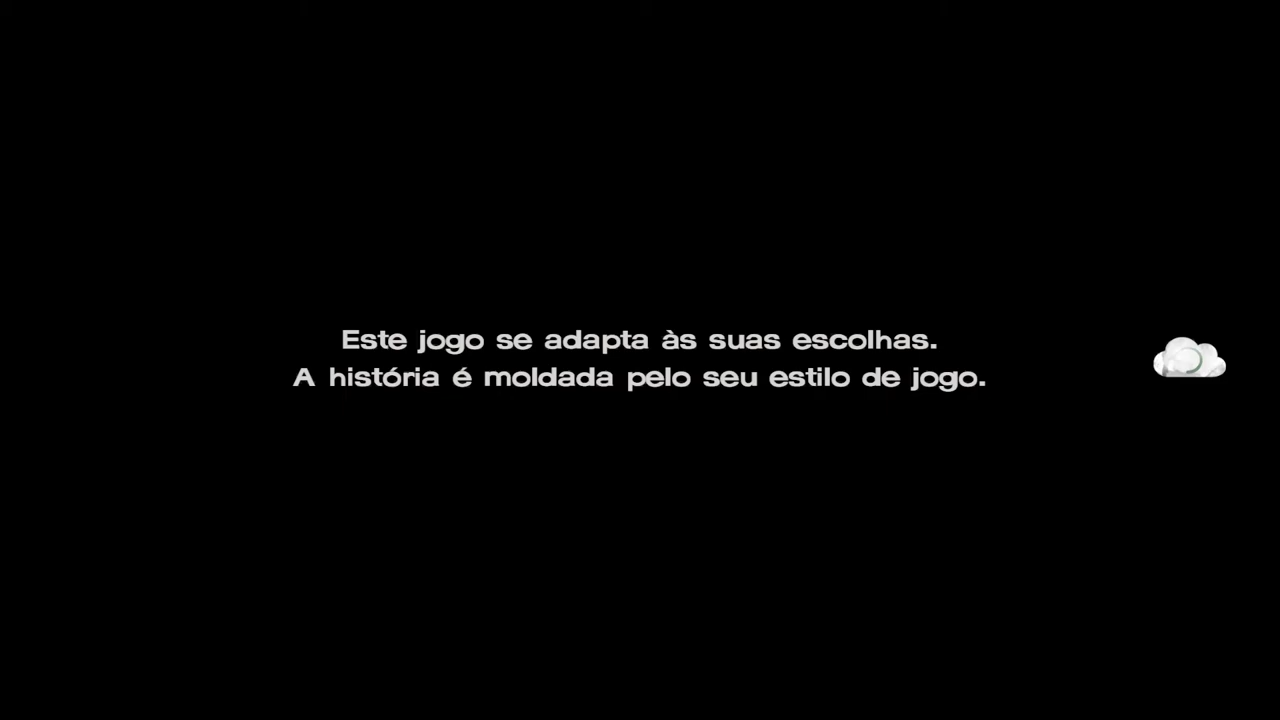 Este jogo se adapta às suas escolhas.
A história é moldada pelo seu estilo de jogo.